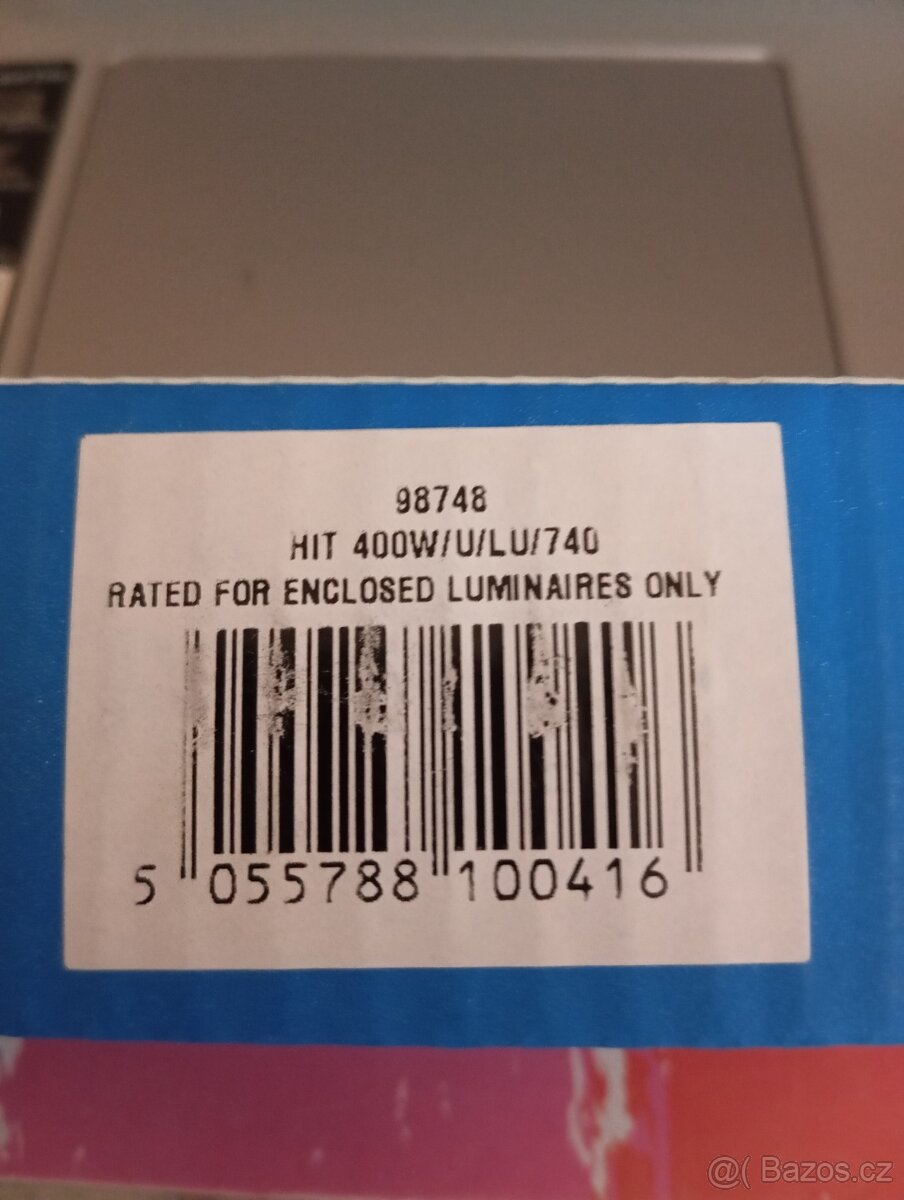 98748
HIT 400W/U/LU/740
RATED FOR ENCLOSED LUMINAIRES ONLY
5 055788 100416
@( Bazos.cz